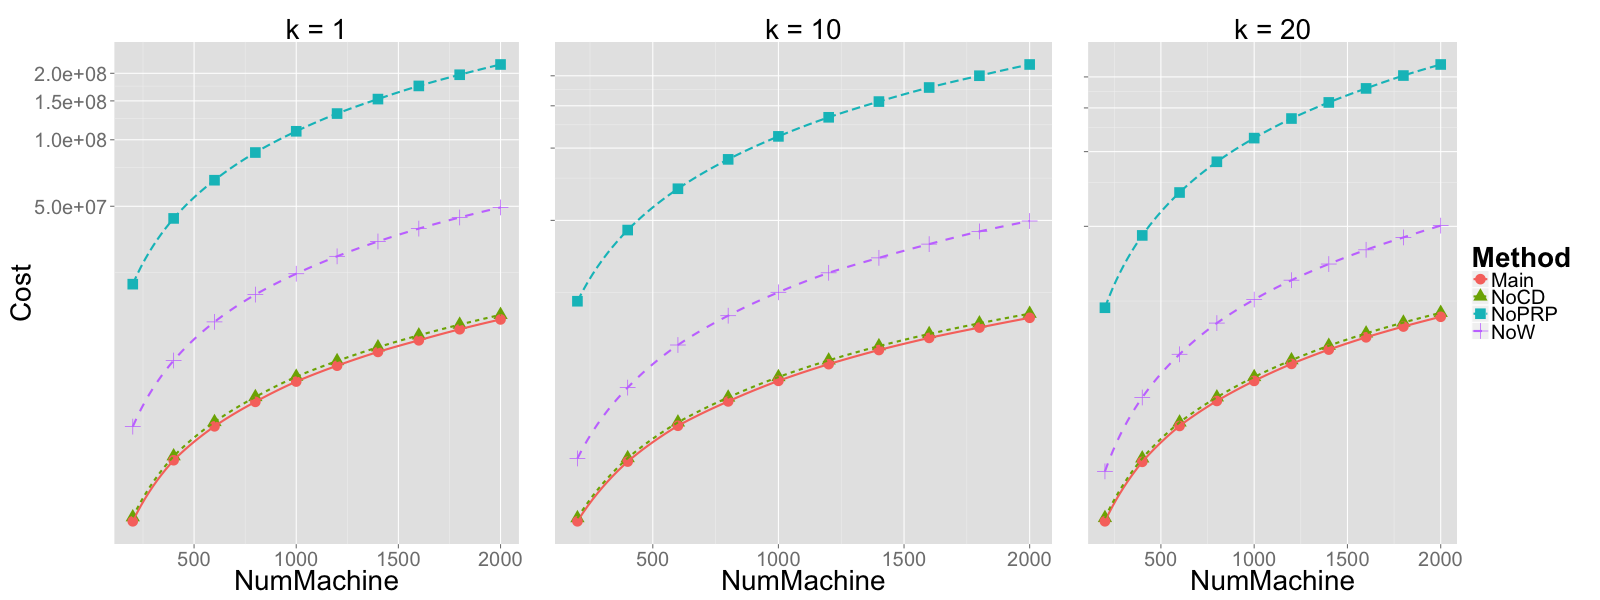 k = 1
k = 10
k = 20
2.0e+08
1.5e+08
1.0e+08
5.0e+07
Cost
500
1000
1500
2000
500
1000
1500
2000
500
1000
1500
2000
NumMachine
NumMachine
NumMachine
Method
Main
NoCD
NoPRP
NoW